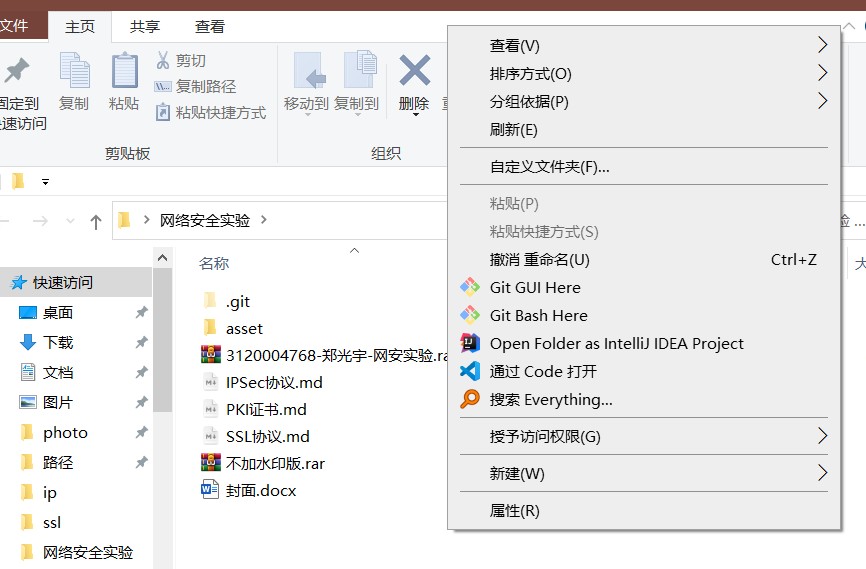 文件 主页 共享 查看
固定到快速访问
复制
粘贴
剪切
复制路径
粘贴快捷方式
移动到 复制到
删除
剪贴板
组织
网络安全实验
快速访问
桌面
下载
文档
图片
photo
路径
ip
ssl
网络安全实验
名称
.git
asset
3120004768-郑光宇-网安实验.ra
IPSec协议.md
PKI证书.md
SSL协议.md
不加水印版.rar
封面.docx
查看(V)
排序方式(O)
分组依据(P)
刷新(E)
自定义文件夹(F)...
粘贴(P)
粘贴快捷方式(S)
撤消 重命名(U) Ctrl+Z
Git GUI Here
Git Bash Here
Open Folder as IntelliJ IDEA Project
通过 Code 打开
搜索 Everything...
授予访问权限(G)
新建(W)
属性(R)
验 ...
大